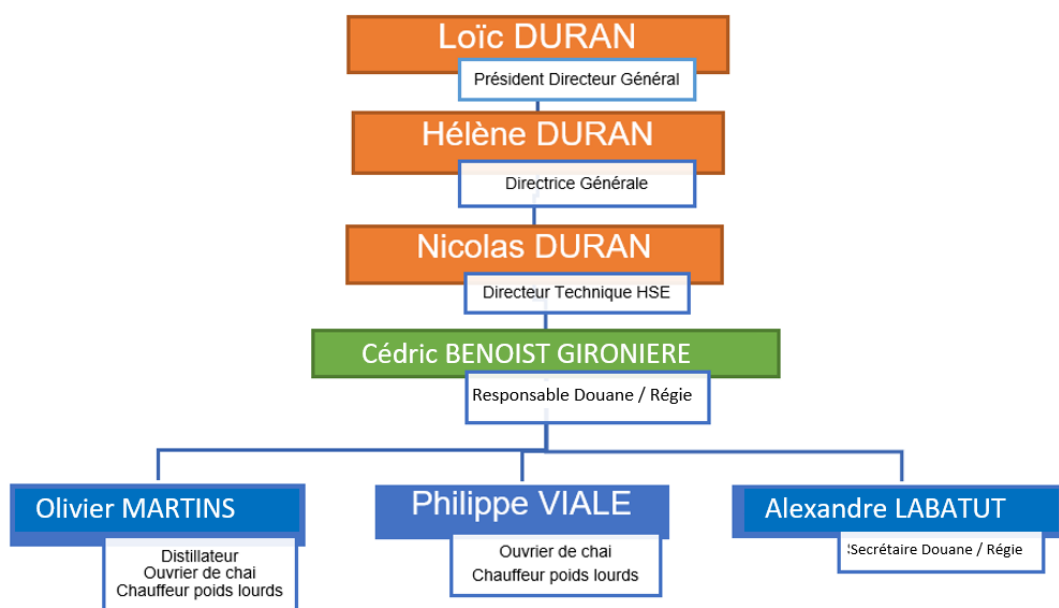 Loïc DURAN
Président Directeur Général
Hélène DURAN
Directrice Générale
Nicolas DURAN
Directeur Technique HSE
Cédric BENOIST GIRONIERE
Responsable Douane / Régie
Olivier MARTINS
Distillateur
Ouvrier de chai
Chauffeur poids lourds
Philippe VIALE
Ouvrier de chai
Chauffeur poids lourds
Alexandre LABATUT
Secrétaire Douane / Régie